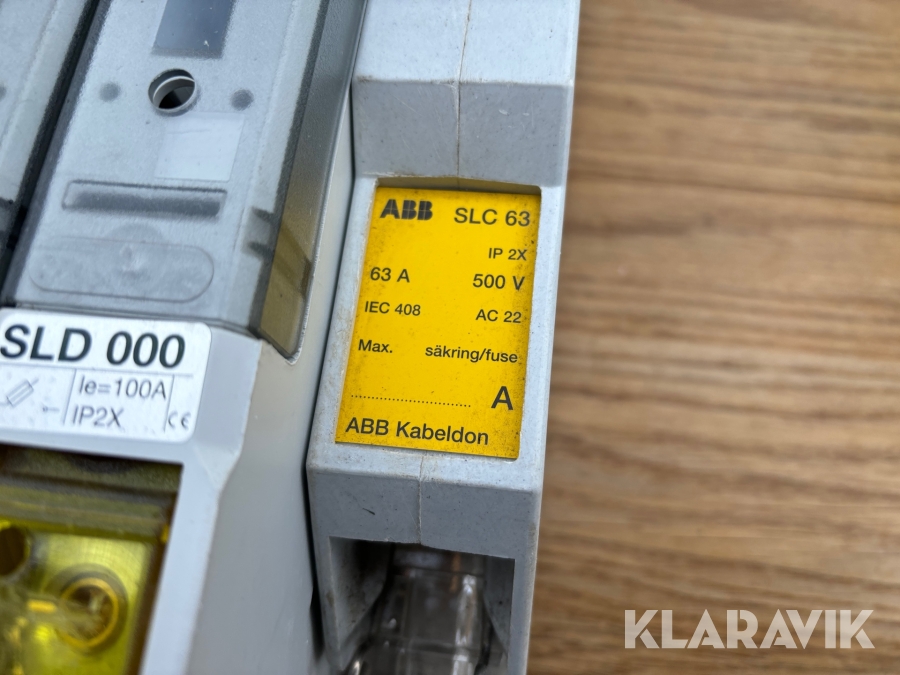 ABB SLC 63
IP 2X
63 A 500 V
IEC 408 AC 22
Max. säkring/fuse
.............................. A
ABB Kabeldon
SLD 000
Ie=100A
IP2X CE
KLARAVIK